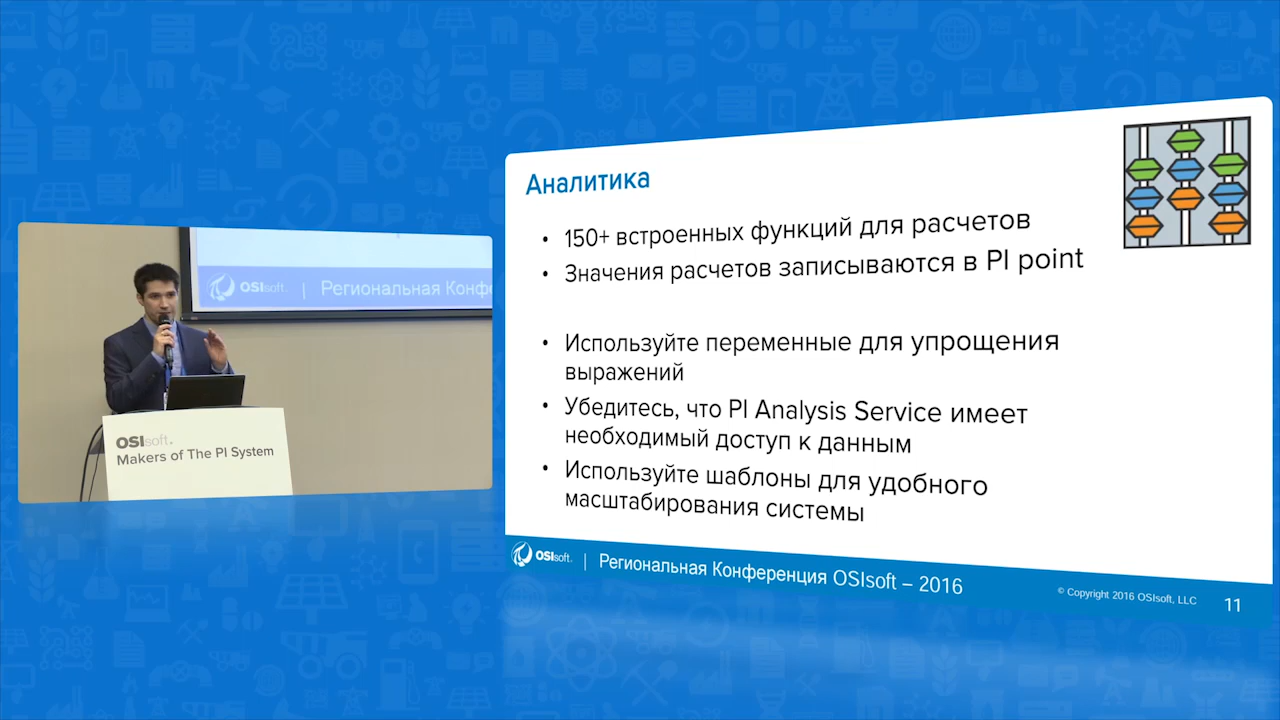 OSIsoft. | Региональная Конфе
OSIsoft.
Makers of The PI System
Аналитика
• 150+ встроенных функций для расчетов
• Значения расчетов записываются в PI point
• Используйте переменные для упрощения
выражений
• Убедитесь, что PI Analysis Service имеет
необходимый доступ к данным
• Используйте шаблоны для удобного
масштабирования системы
OSIsoft. | Региональная Конференция OSIsoft – 2016
© Copyright 2016 OSIsoft, LLC
11